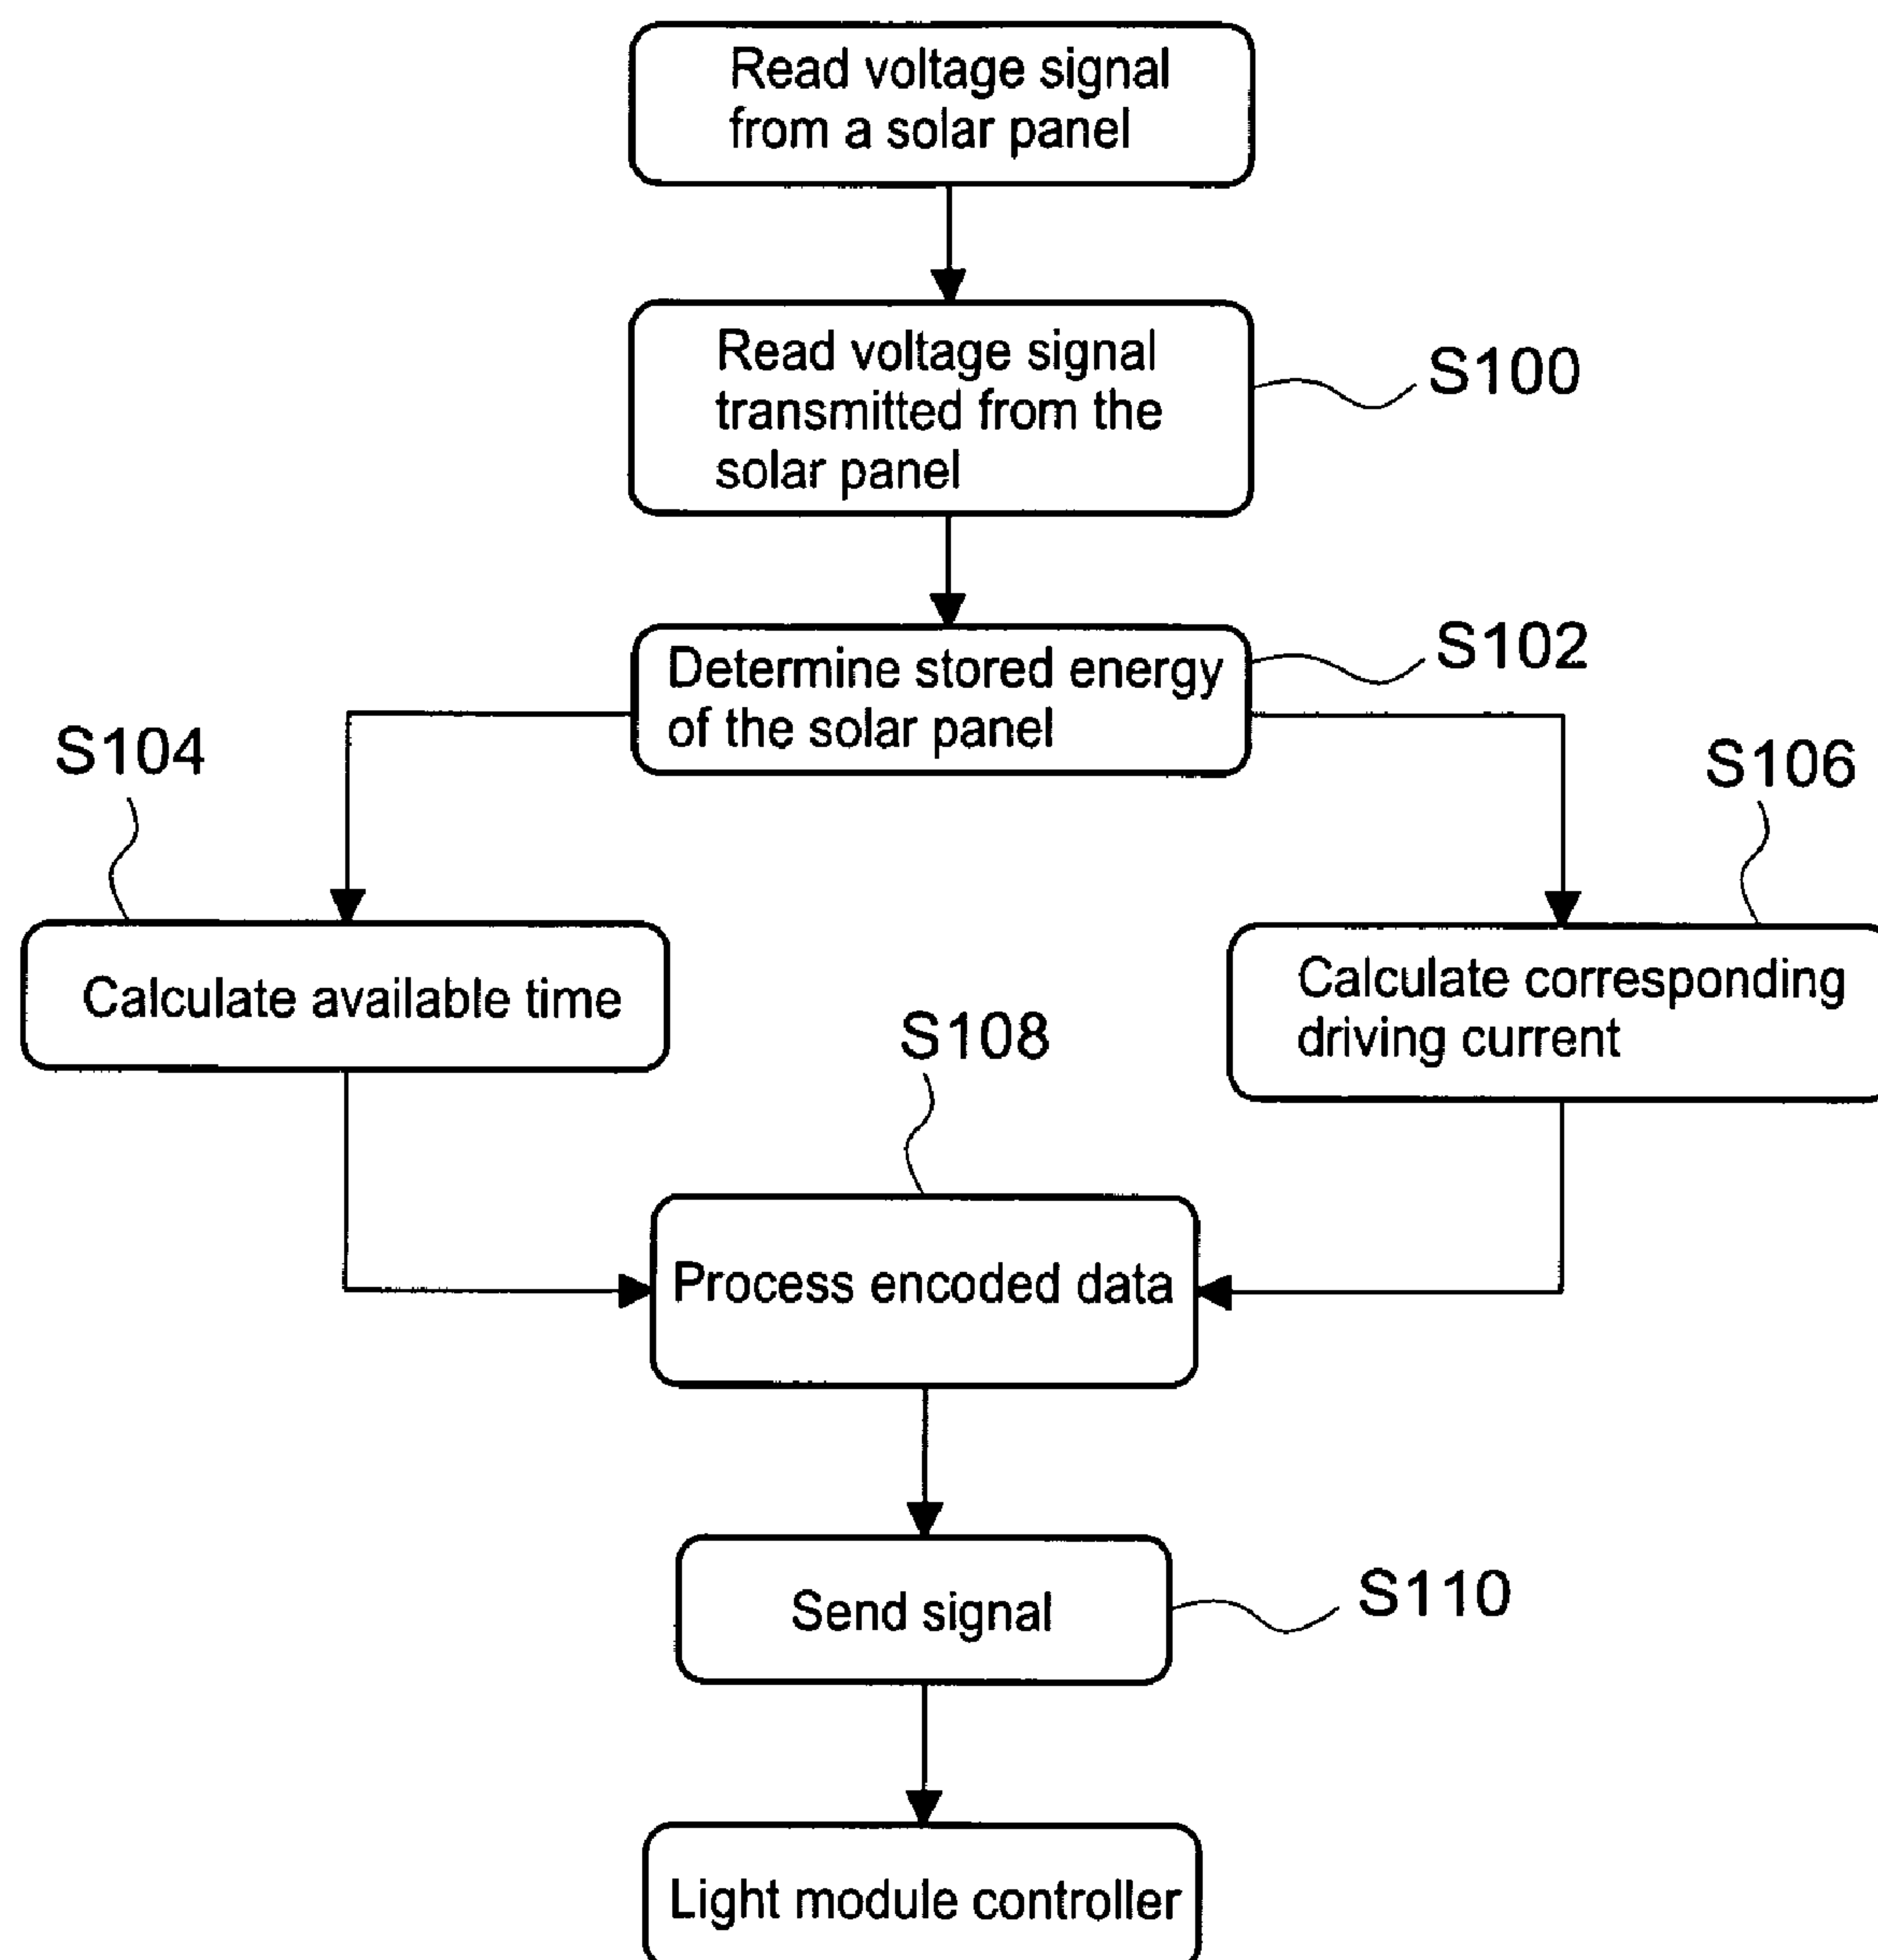 Read voltage signal
from a solar panel
Read voltage signal
transmitted from the
solar panel
S100
Determine stored energy
of the solar panel
S102
S104
S106
Calculate available time
Calculate corresponding
driving current
S108
Process encoded data
Send signal
S110
Light module controller